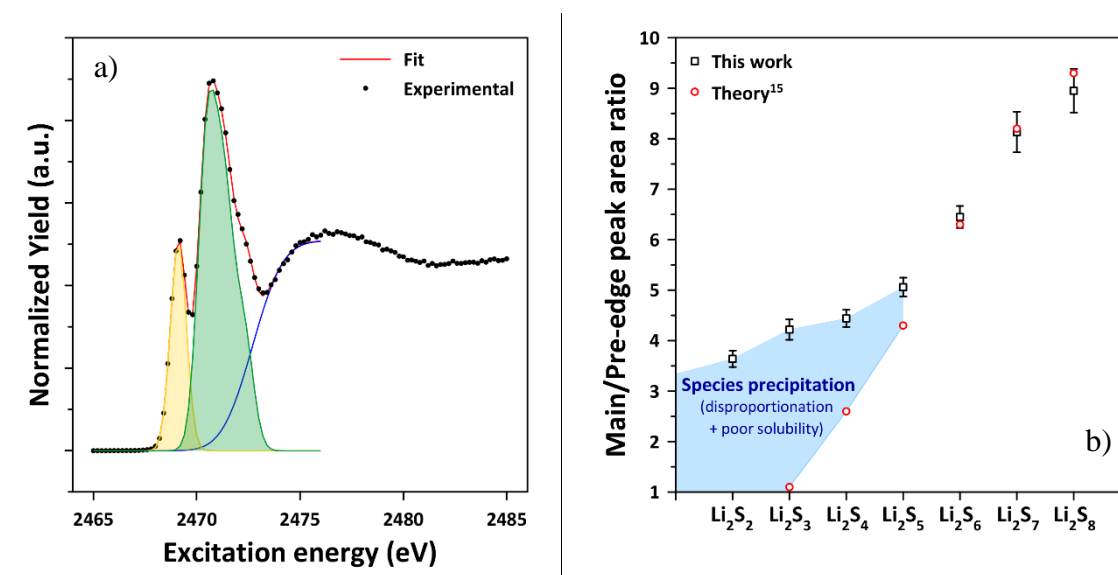 a)
Fit
Experimental
Normalized Yield (a.u.)
2465 2470 2475 2480 2485
Excitation energy (eV)
Main/Pre-edge peak area ratio
10
9
8
7
6
5
4
3
2
1
This work
Theory¹⁵
Species precipitation
(disproportionation
+ poor solubility)
b)
Li₂S₂ Li₂S₃ Li₂S₄ Li₂S₅ Li₂S₆ Li₂S₇ Li₂S₈